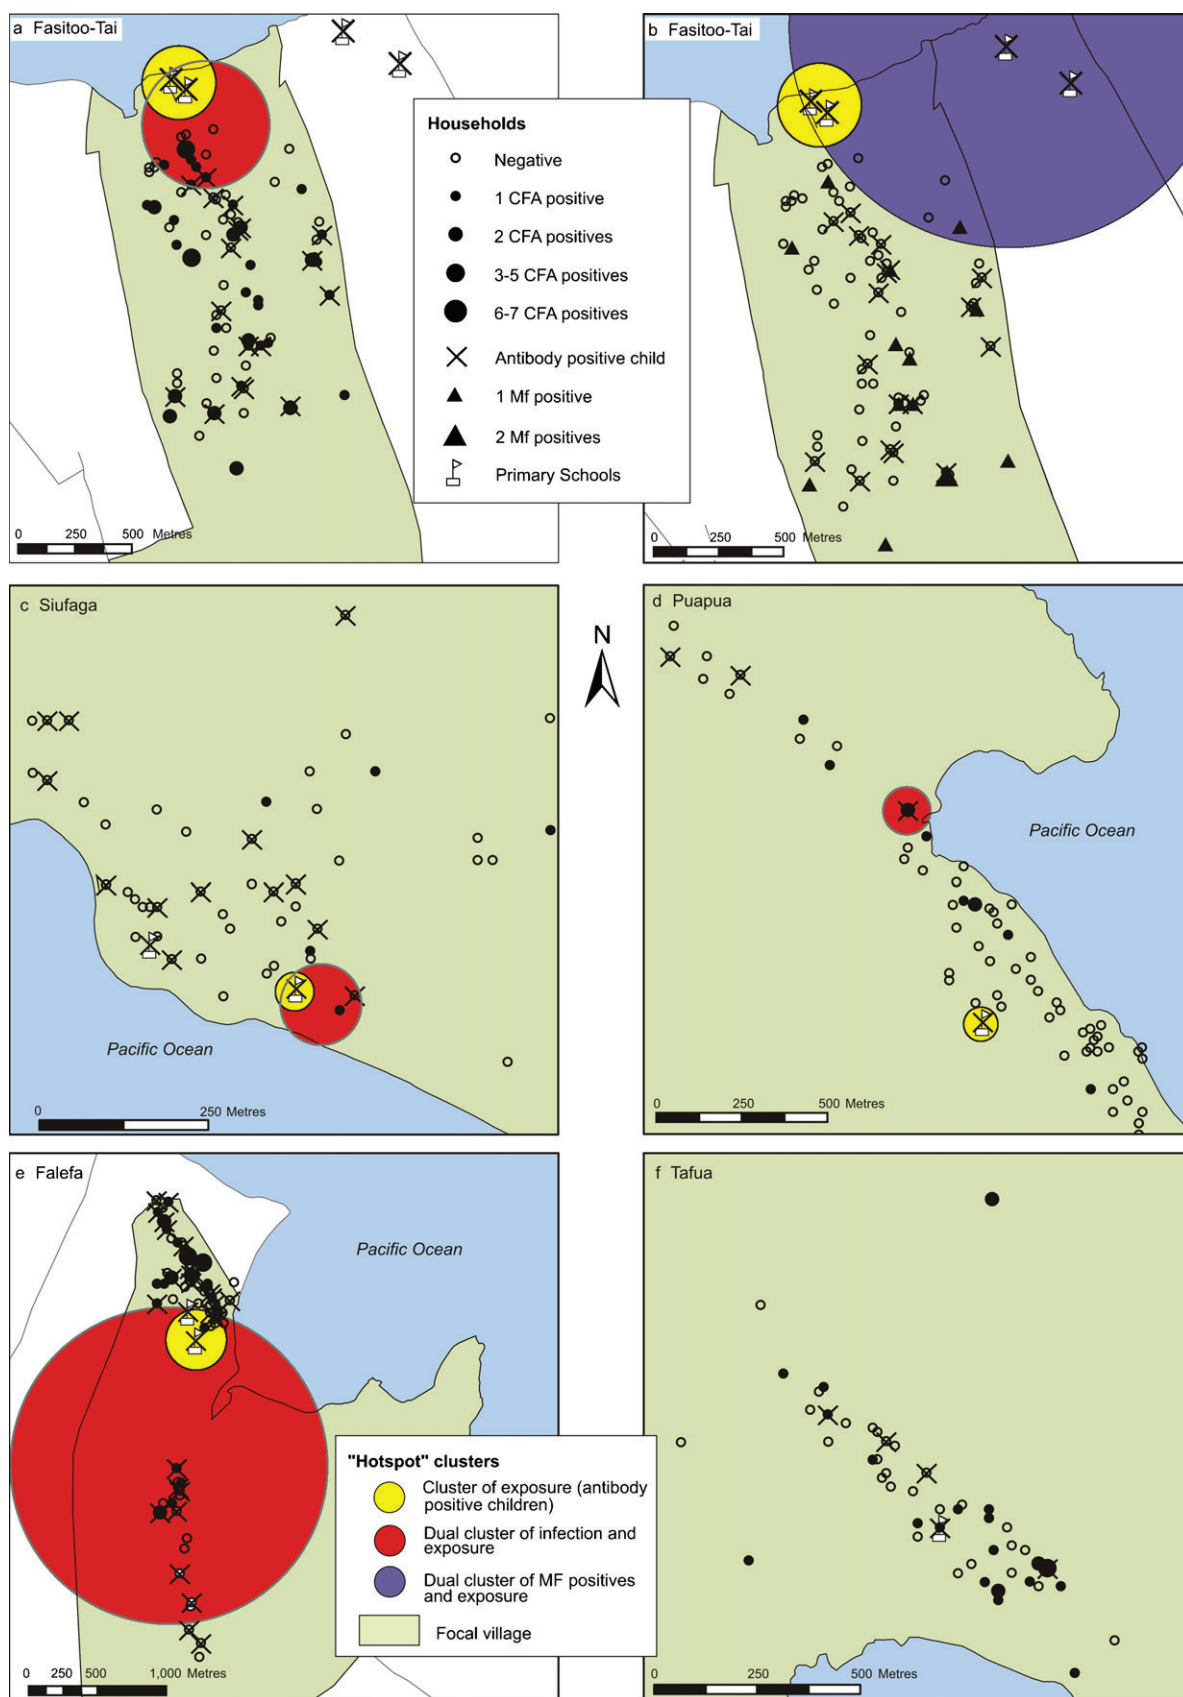 a Fasitoo-Tai
b Fasitoo-Tai
Households
Negative
1 CFA positive
2 CFA positives
3-5 CFA positives
6-7 CFA positives
Antibody positive child
1 Mf positive
2 Mf positives
Primary Schools
0 250 500 Metres
0 250 500 Metres
c Siufaga
N
d Puapua
Pacific Ocean
Pacific Ocean
0 250 Metres
0 250 500 Metres
e Falefa
f Tafua
Pacific Ocean
"Hotspot" clusters
Cluster of exposure (antibody
positive children)
Dual cluster of infection and
exposure
Dual cluster of MF positives
and exposure
Focal village
0 250 500 1,000 Metres
0 250 500 Metres